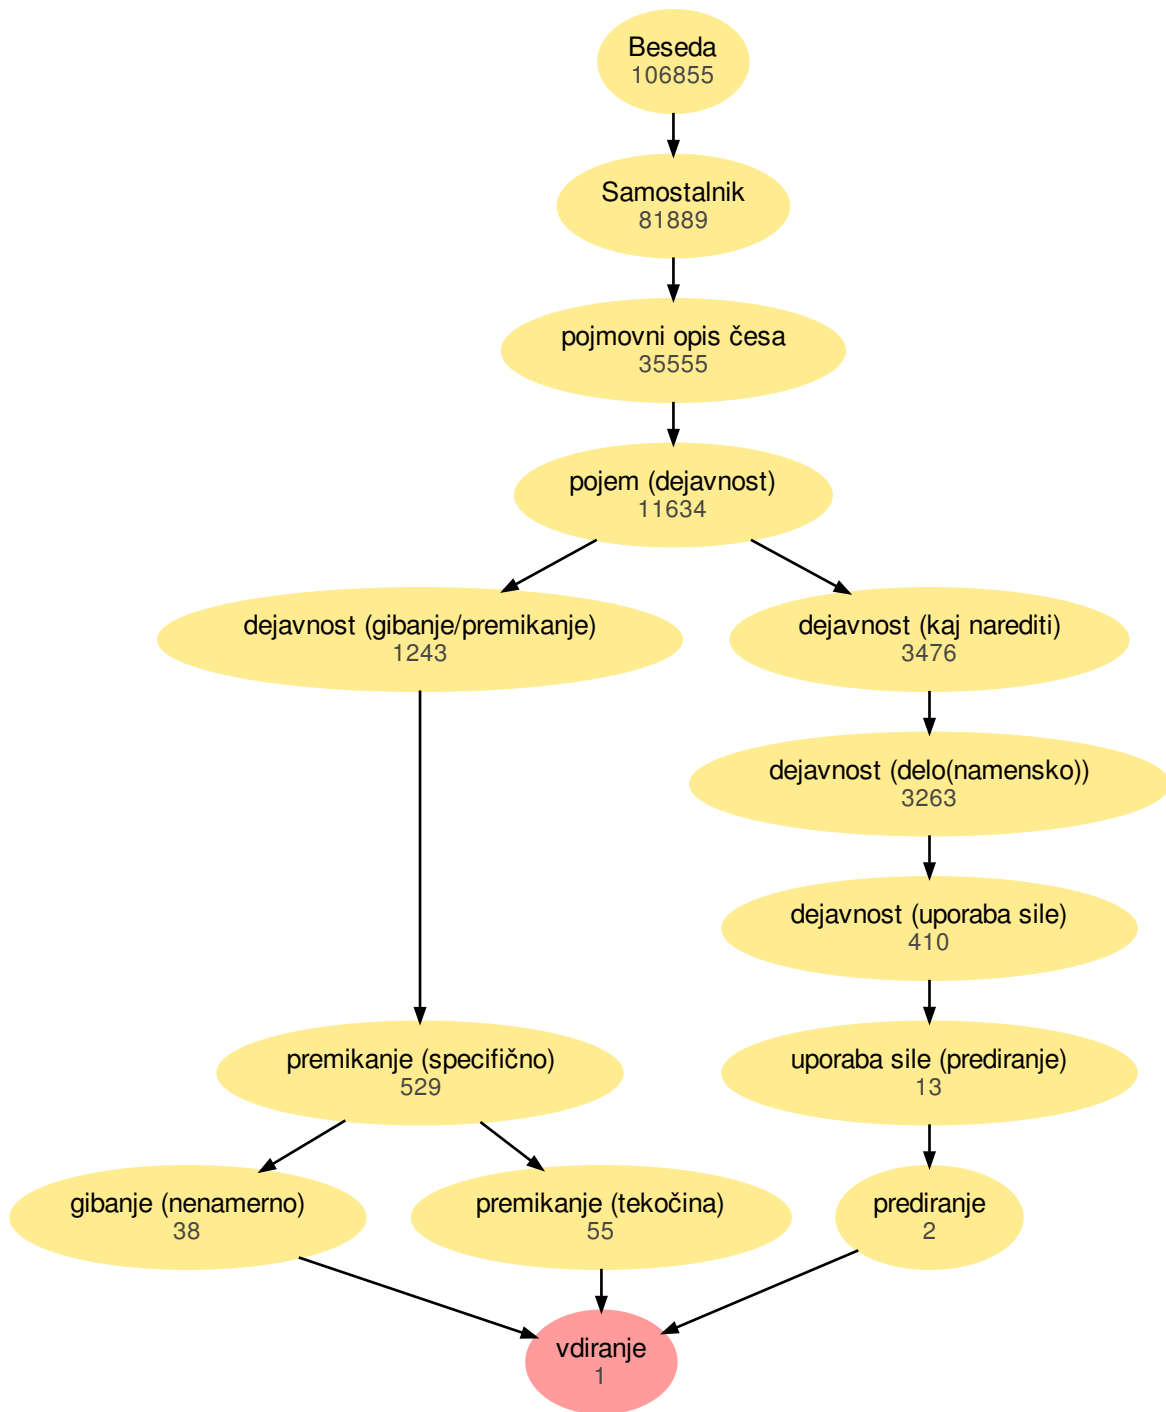 Beseda
106855
Samostalnik
81889
pojmovni opis česa
35555
pojem (dejavnost)
11634
dejavnost (gibanje/premikanje)
1243
dejavnost (kaj narediti)
3476
dejavnost (delo(namensko))
3263
dejavnost (uporaba sile)
410
premikanje (specifično)
529
uporaba sile (prediranje)
13
gibanje (nenamerno)
38
premikanje (tekočina)
55
prediranje
2
vdiranje
1